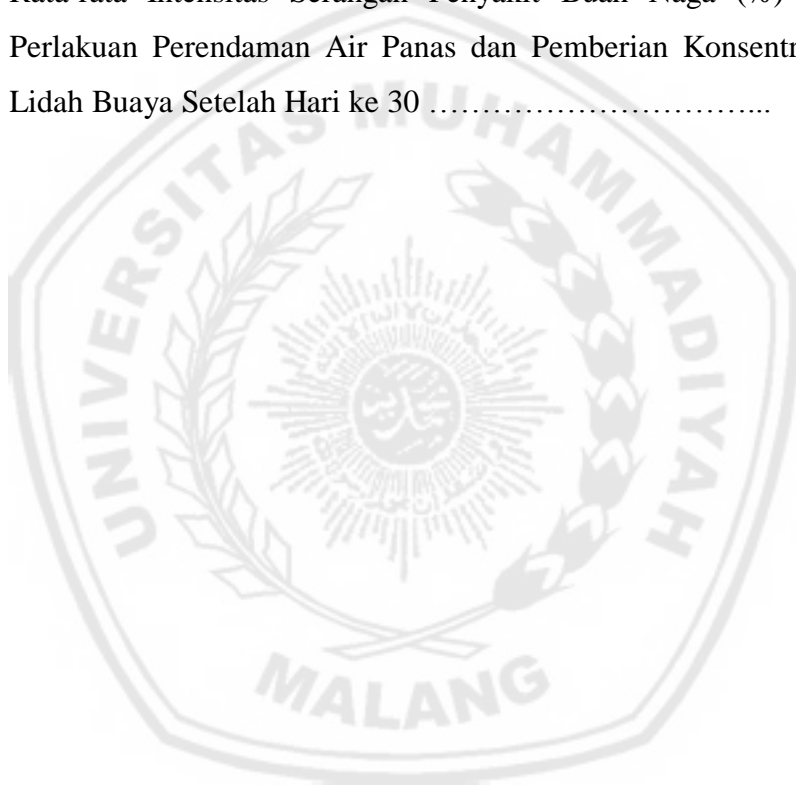 Rata-rata Intensitas Serangan Penyakit Buah Naga (%)
Perlakuan Perendaman Air Panas dan Pemberian Konsentr
Lidah Buaya Setelah Hari ke 30 …………………………...
UNIVERSITAS MUHAMMADIYAH
MALANG